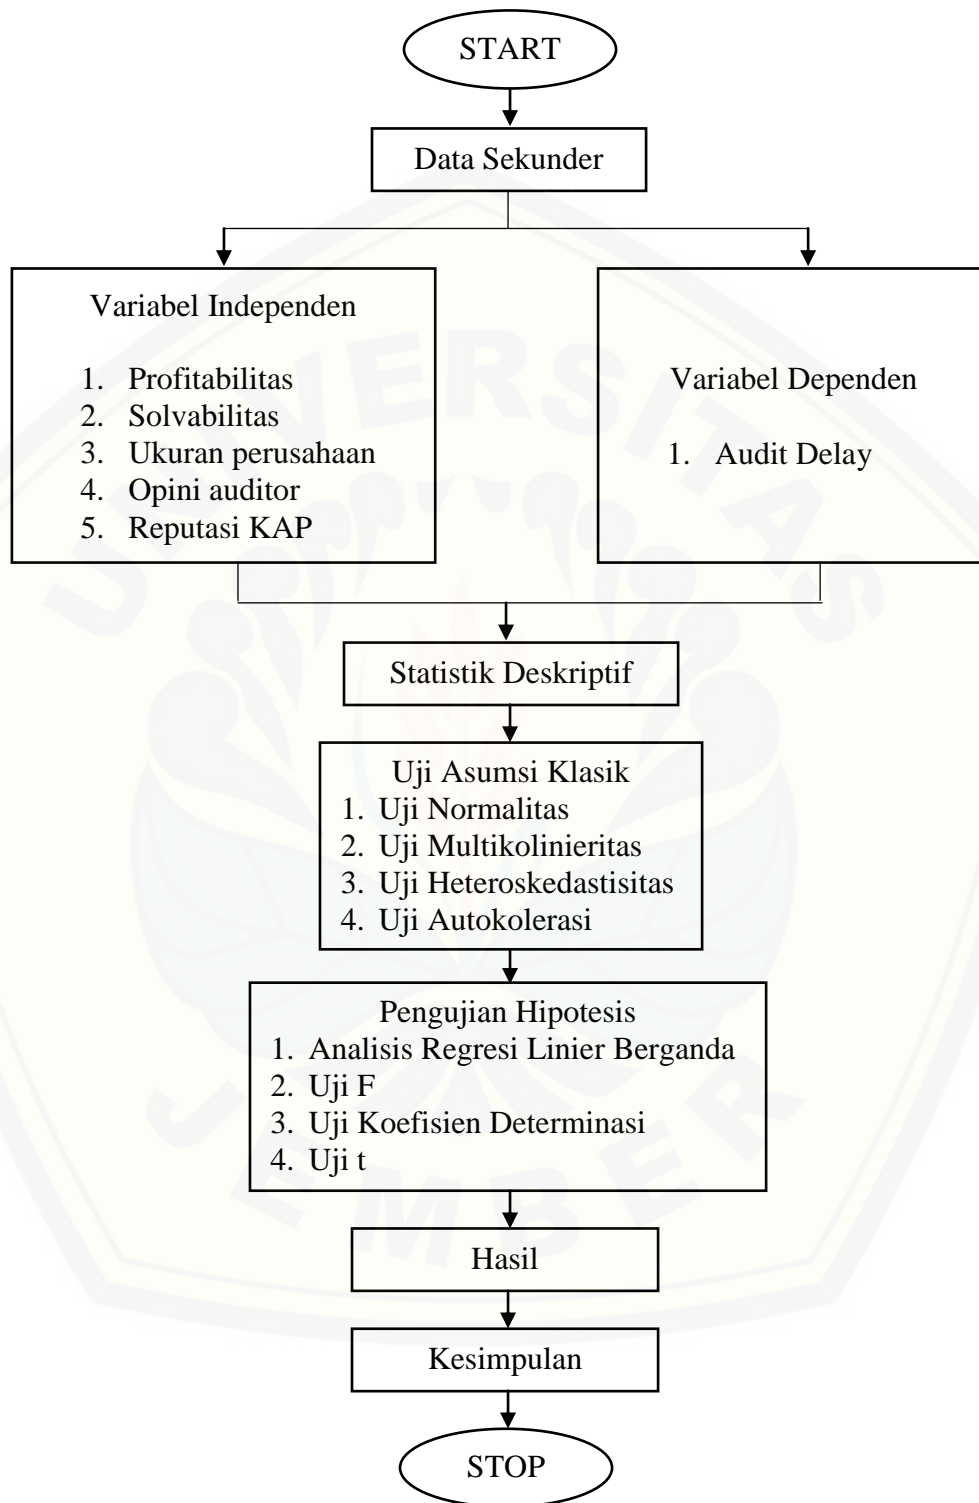 START
Data Sekunder
Variabel Independen
1. Profitabilitas
2. Solvabilitas
3. Ukuran perusahaan
4. Opini auditor
5. Reputasi KAP
Variabel Dependen
1. Audit Delay
Statistik Deskriptif
Uji Asumsi Klasik
1. Uji Normalitas
2. Uji Multikolinieritas
3. Uji Heteroskedastisitas
4. Uji Autokolerasi
Pengujian Hipotesis
1. Analisis Regresi Linier Berganda
2. Uji F
3. Uji Koefisien Determinasi
4. Uji t
Hasil
Kesimpulan
STOP
UNIVERSITAS
JEMBER